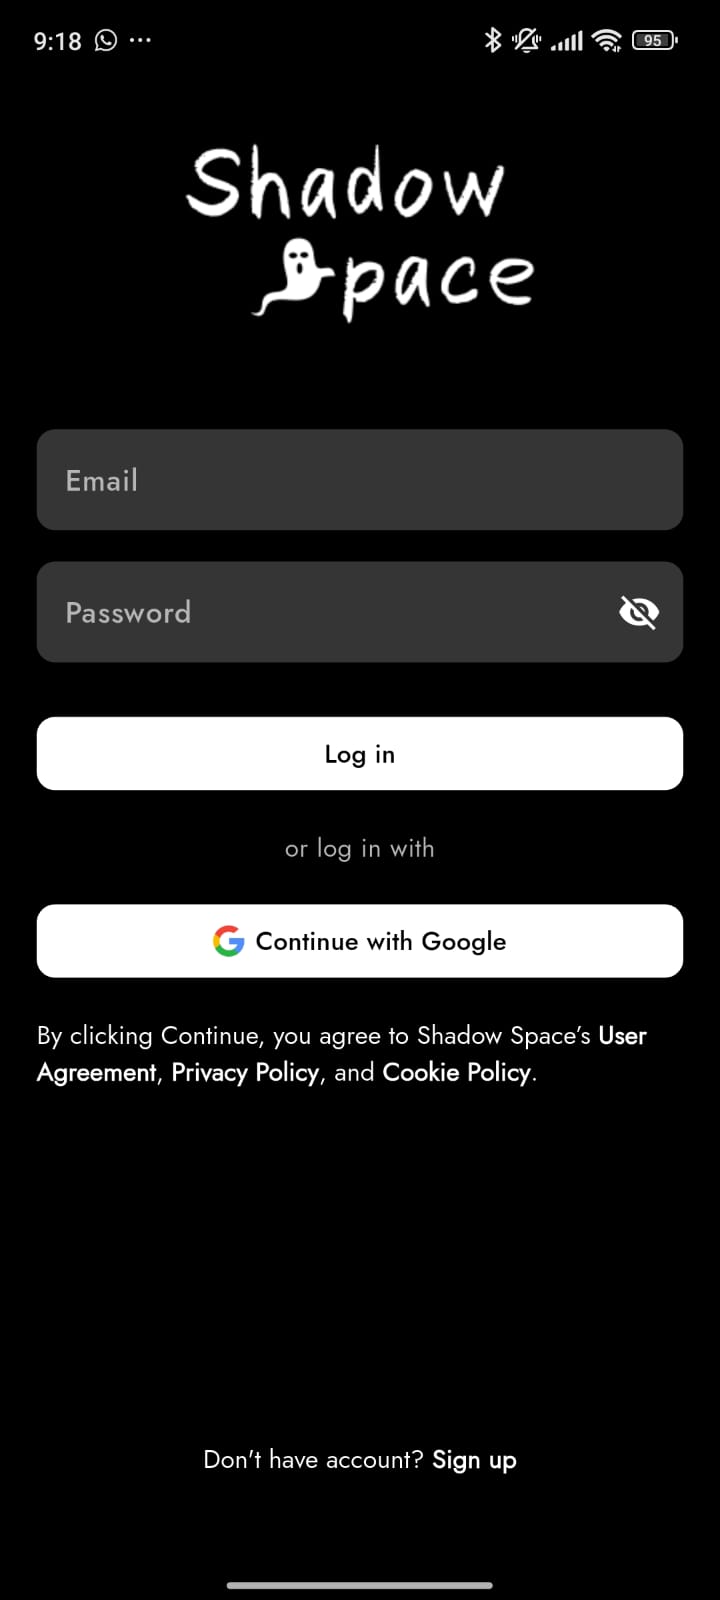 9:18 ... 95
Shadow
Space
Email
Password
Log in
or log in with
Continue with Google
By clicking Continue, you agree to Shadow Space’s User
Agreement, Privacy Policy, and Cookie Policy.
Don't have account? Sign up